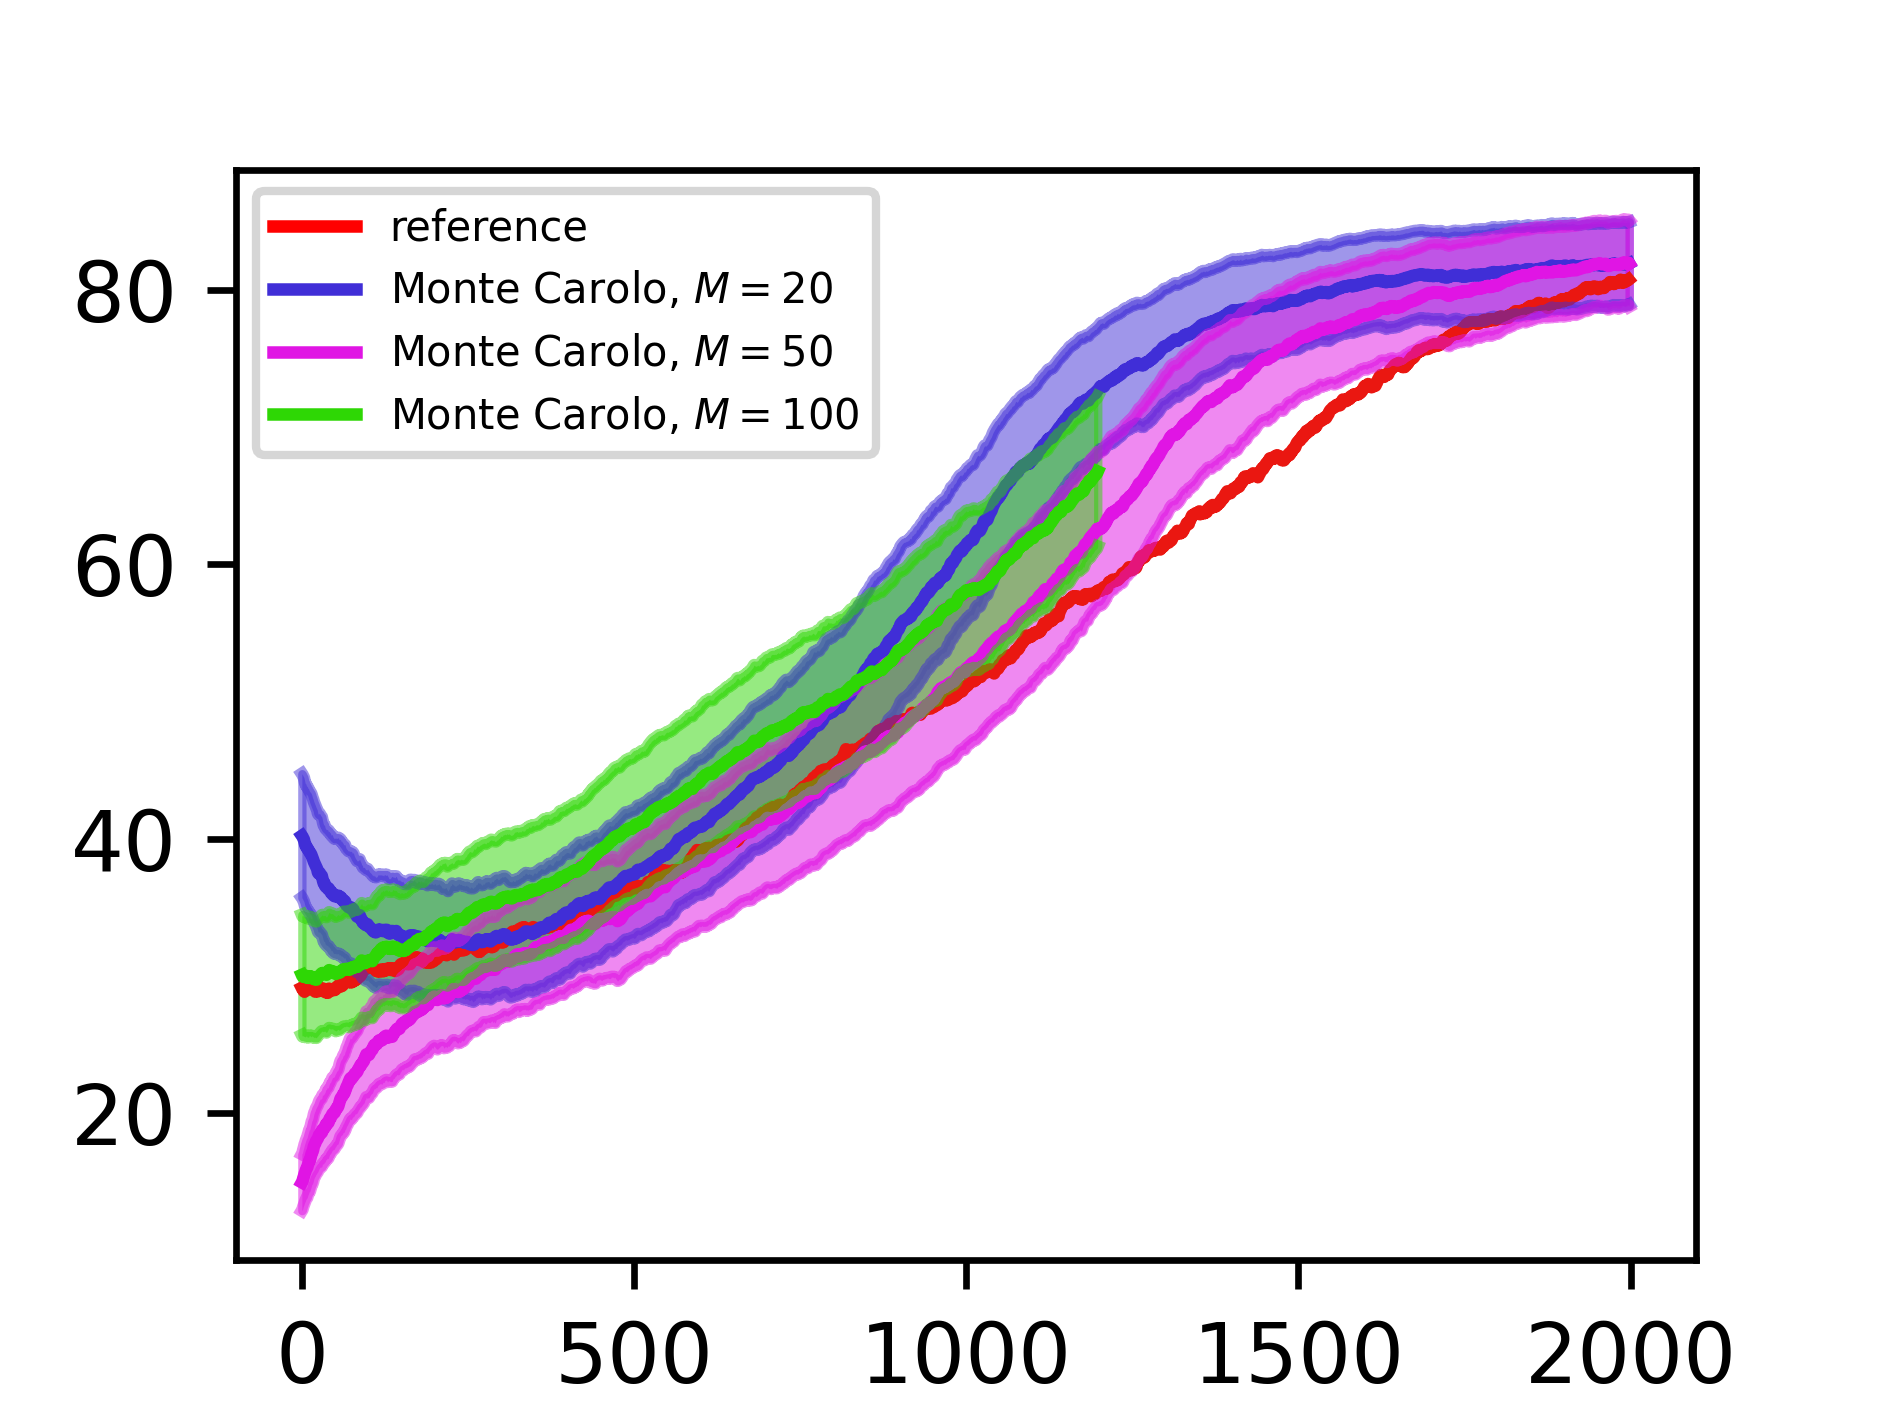 reference
Monte Carolo, M = 20
Monte Carolo, M = 50
Monte Carolo, M = 100
80
60
40
20
0 500 1000 1500 2000